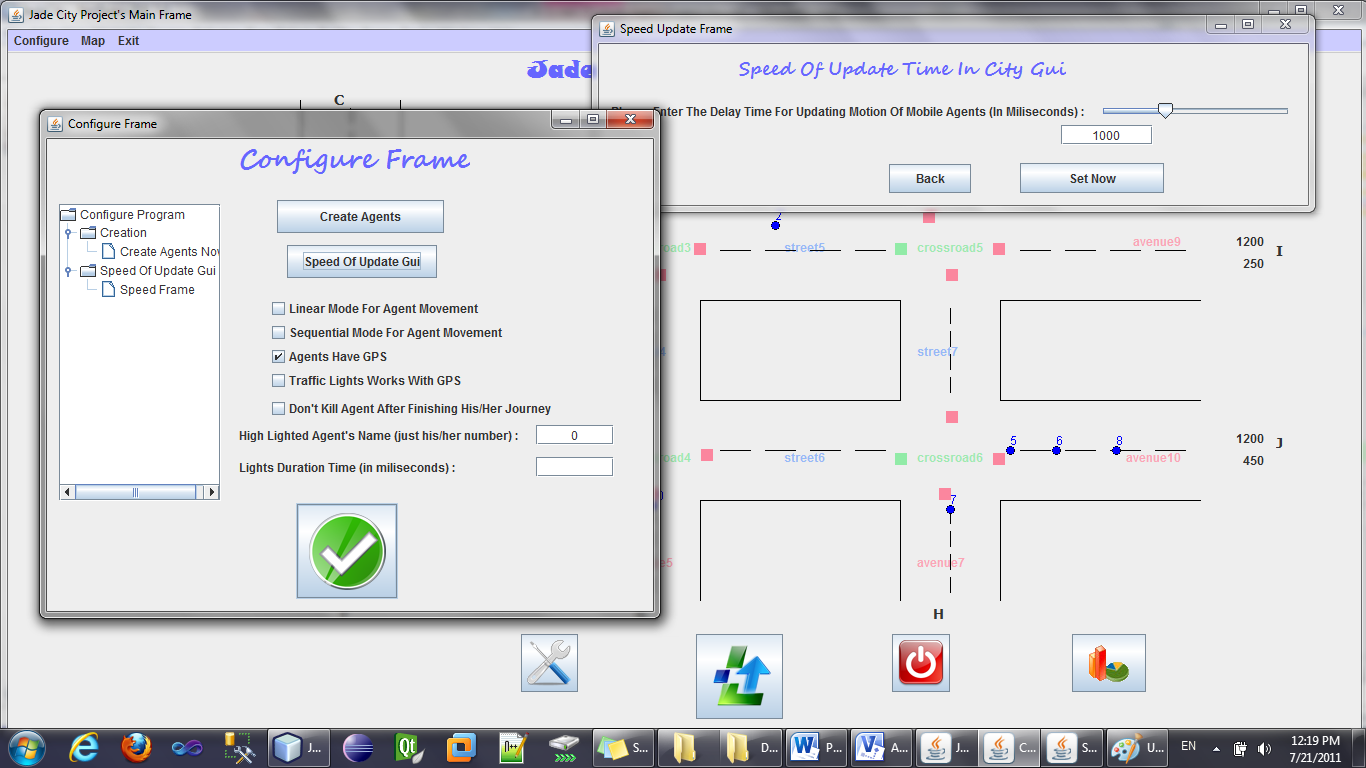 Jade City Project's Main Frame
Configure Map Exit
Jade
C
Speed Update Frame
Speed Of Update Time In City Gui
Enter The Delay Time For Updating Motion Of Mobile Agents (In Miliseconds) :
1000
Back
Set Now
Configure Frame
Configure Frame
Configure Program
Creation
Create Agents Nov
Speed Of Update Gui
Speed Frame
Create Agents
Speed Of Update Gui
Linear Mode For Agent Movement
Sequential Mode For Agent Movement
Agents Have GPS
Traffic Lights Works With GPS
Don't Kill Agent After Finishing His/Her Journey
High Lighted Agent's Name (just his/her number) :
0
Lights Duration Time (in miliseconds) :
2
road3
street5
crossroad5
avenue9
1200
250
I
street7
road4
street6
crossroad6
5
6
8
avenue10
1200
450
J
7
e5
avenue7
H
J...
S...
D...
P...
A...
J...
C...
S...
U...
EN
12:19 PM
7/21/2011